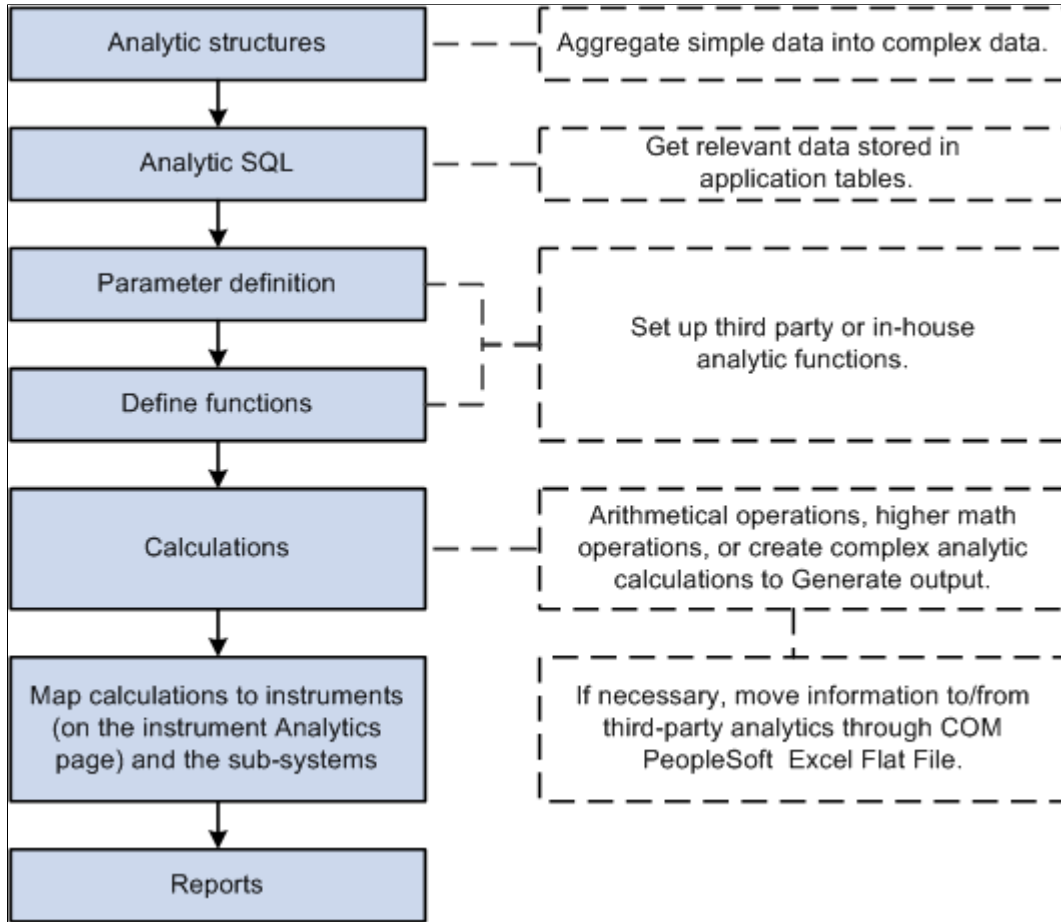 Analytic structures
Aggregate simple data into complex data.
Analytic SQL
Get relevant data stored in
application tables.
Parameter definition
Set up third party or in-house
analytic functions.
Define functions
Calculations
Arithmetical operations, higher math
operations, or create complex analytic
calculations to Generate output.
Map calculations to instruments
(on the instrument Analytics
page) and the sub-systems
If necessary, move information to/from
third-party analytics through COM
PeopleSoft Excel Flat File.
Reports